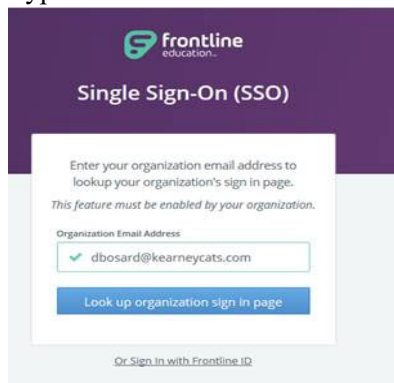 frontline
education™
Single Sign-On (SSO)
Enter your organization email address to
lookup your organization's sign in page.
This feature must be enabled by your organization.
Organization Email Address
dbosard@kearneycats.com
Look up organization sign in page
Or Sign In with Frontline ID